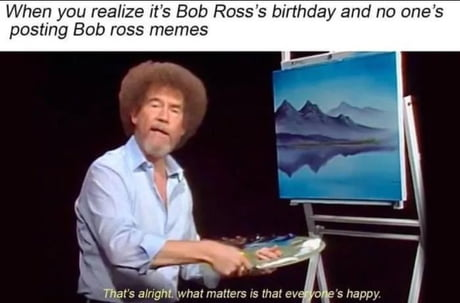 When you realize it's Bob Ross's birthday and no one's
posting Bob ross memes
That's alright, what matters is that everyone's happy.